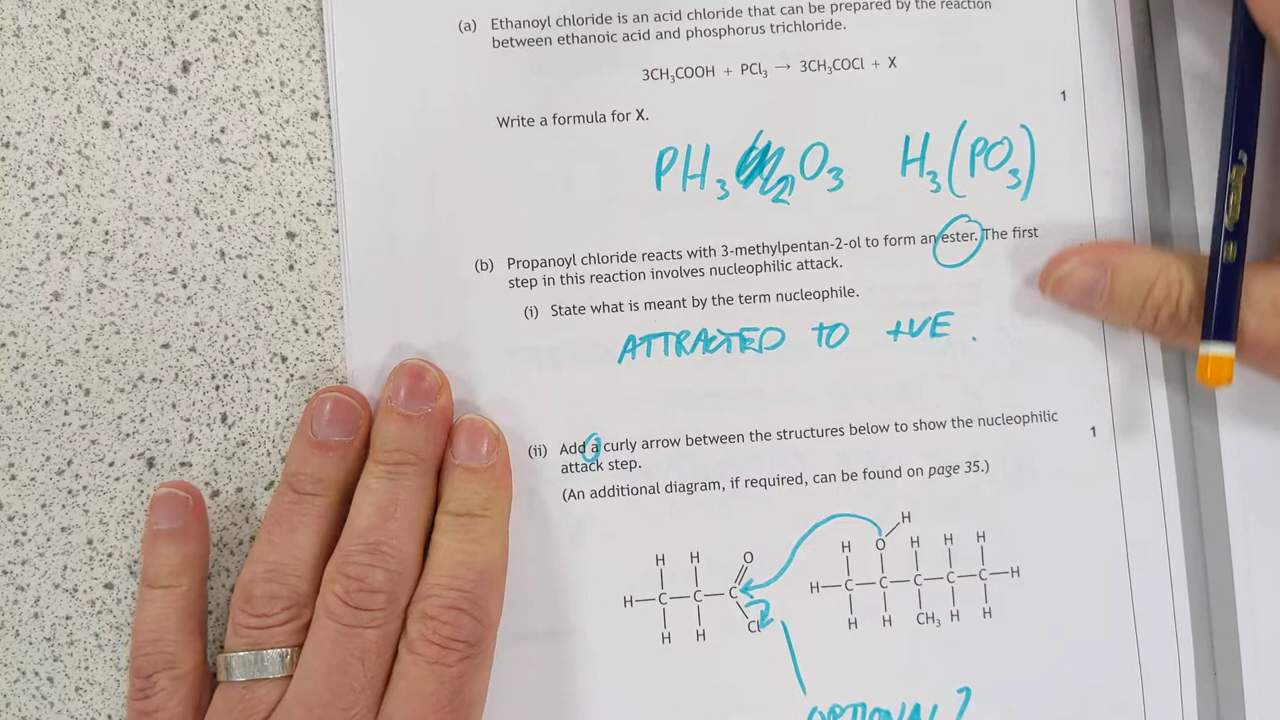 (a) Ethanoyl chloride is an acid chloride that can be prepared by the reaction
between ethanoic acid and phosphorus trichloride.
3CH₃COOH + PCl₃ → 3CH₃COCl + X
1
Write a formula for X.
PH₃ O₃ H₃(PO₃)
(b) Propanoyl chloride reacts with 3-methylpentan-2-ol to form an ester. The first
step in this reaction involves nucleophilic attack.
(i) State what is meant by the term nucleophile.
ATTRACTED TO +VE.
(ii) Add a curly arrow between the structures below to show the nucleophilic
attack step.
1
(An additional diagram, if required, can be found on page 35.)
H
H H O H O H H H
H—C—C—C H—C—C—C—C—C—H
H H Cl H H CH₃ H H
OPTIONAL?